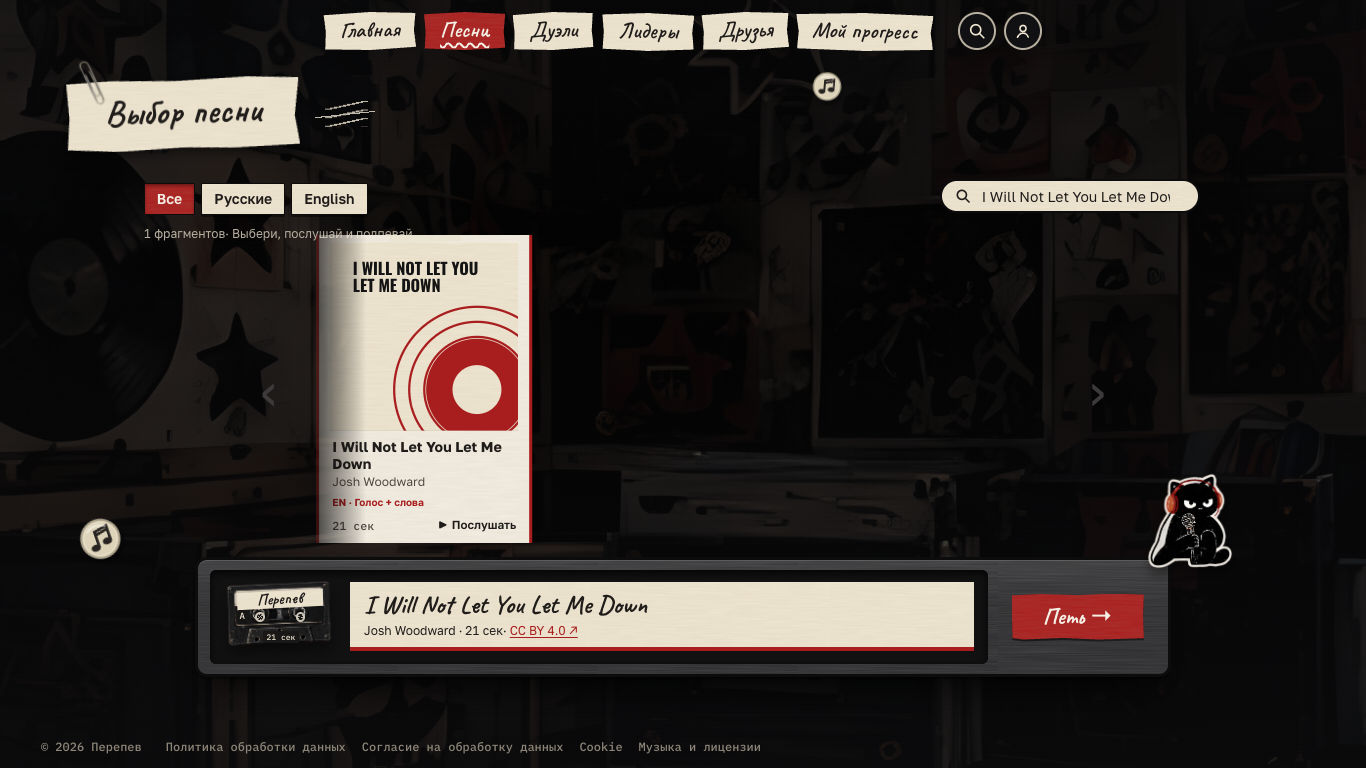 Главная Песни Дуэли Лидеры Друзья Мой прогресс
Выбор песни
Все Русские English
I Will Not Let You Let Me Dov
1 фрагментов· Выбери, послушай и подпевай
I WILL NOT LET YOU
LET ME DOWN
I Will Not Let You Let Me
Down
Josh Woodward
EN · Голос + слова
21 сек ▶ Послушать
Перепев
A
21 сек
I Will Not Let You Let Me Down
Josh Woodward · 21 сек· CC BY 4.0 ↗
Петь →
© 2026 Перепев Политика обработки данных Согласие на обработку данных Cookie Музыка и лицензии